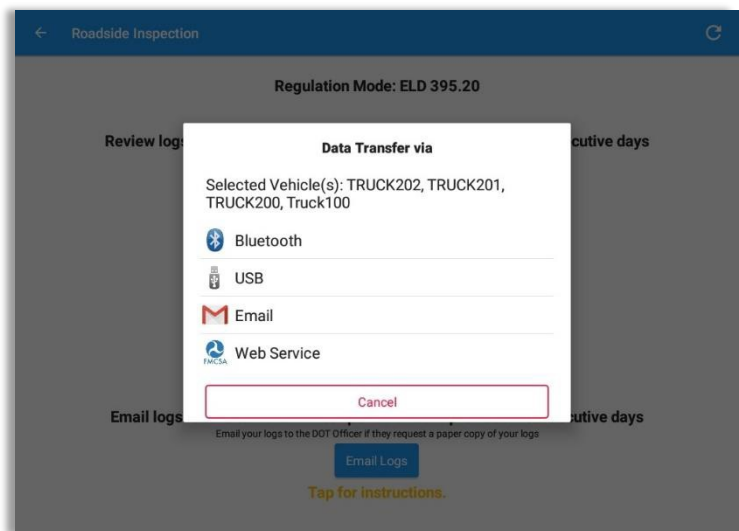 Roadside Inspection
Regulation Mode: ELD 395.20
Review logs cutive days
Data Transfer via
Selected Vehicle(s): TRUCK202, TRUCK201,
TRUCK200, Truck100
Bluetooth
USB
Email
FMCSA
Web Service
Cancel
Email logs cutive days
Email your logs to the DOT Officer if they request a paper copy of your logs
Email Logs
Tap for instructions.